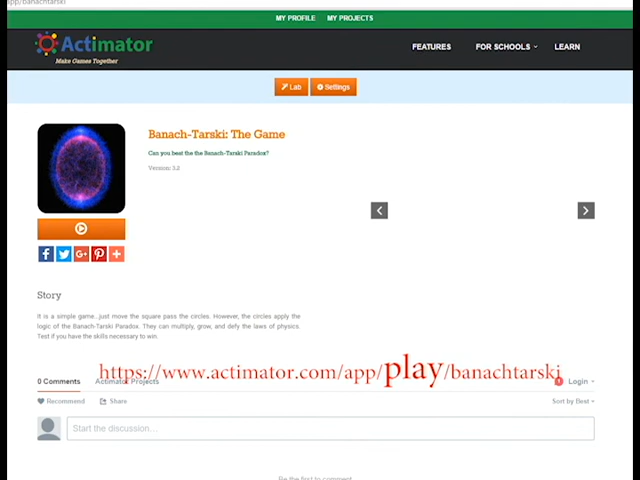 app/banachtarski
MY PROFILE MY PROJECTS
Actimator
Make Games Together
FEATURES FOR SCHOOLS LEARN
Lab Settings
Banach-Tarski: The Game
Can you beat the the Banach-Tarski Paradox?
Version: 3.2
Story
It is a simple game...just move the square pass the circles. However, the circles apply the
logic of the Banach-Tarski Paradox. They can multiply, grow, and defy the laws of physics.
Test if you have the skills necessary to win.
https://www.actimator.com/app/play/banachtarski
0 Comments Actimator Projects 1 Login
Recommend Share Sort by Best
Start the discussion...
Be the first to comment.